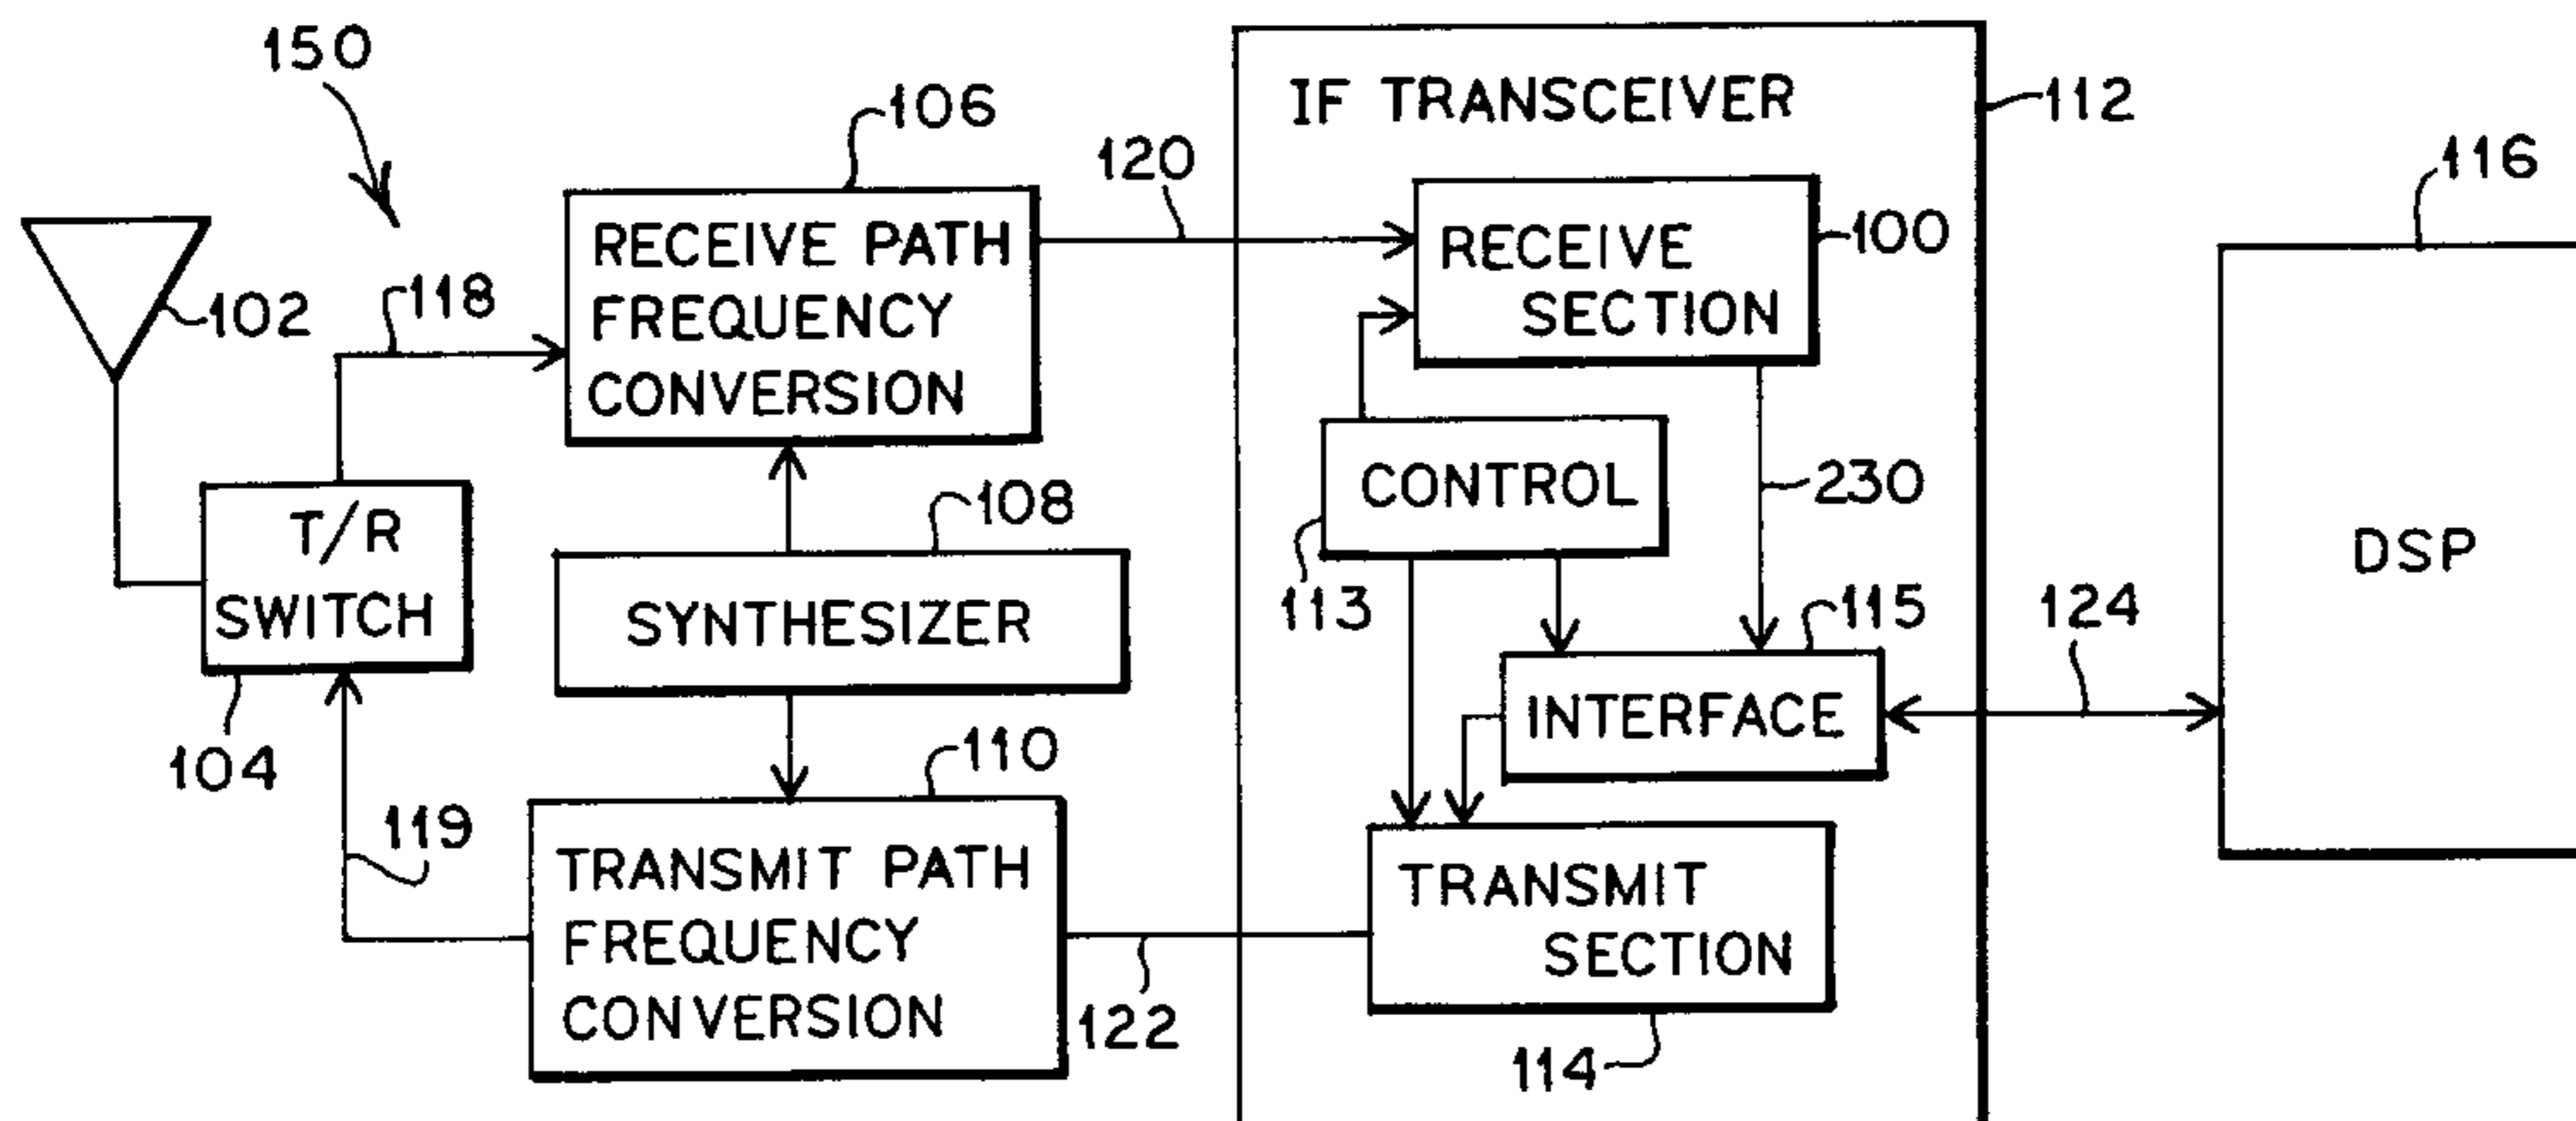 150
106
IF TRANSCEIVER
112
120
116
RECEIVE PATH
FREQUENCY
CONVERSION
RECEIVE
SECTION
100
102
118
CONTROL
230
T/R
SWITCH
108
DSP
SYNTHESIZER
113
115
124
104
110
INTERFACE
119
TRANSMIT PATH
FREQUENCY
CONVERSION
TRANSMIT
SECTION
122
114